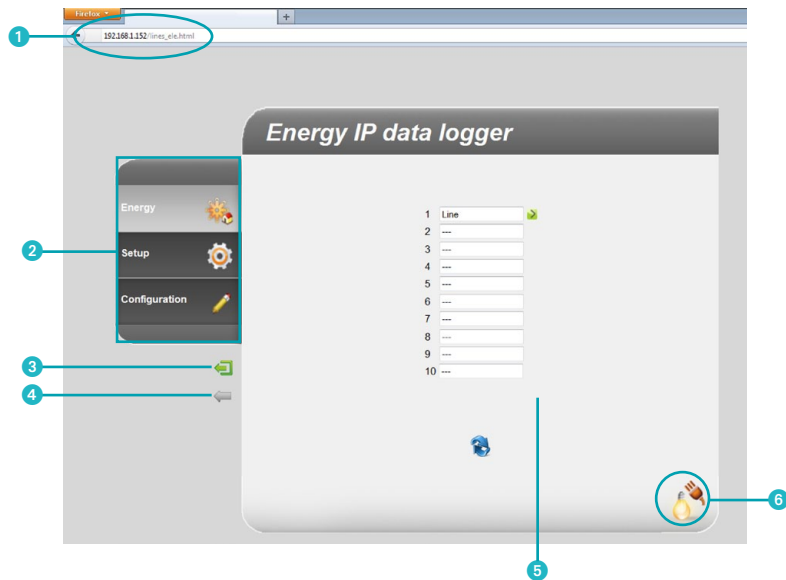 Firefox
+
1
192.168.1.152/lines_ele.html
Energy IP data logger
Energy
Setup
Configuration
2
3
4
1 Line
2 ---
3 ---
4 ---
5 ---
6 ---
7 ---
8 ---
9 ---
10 ---
6
5